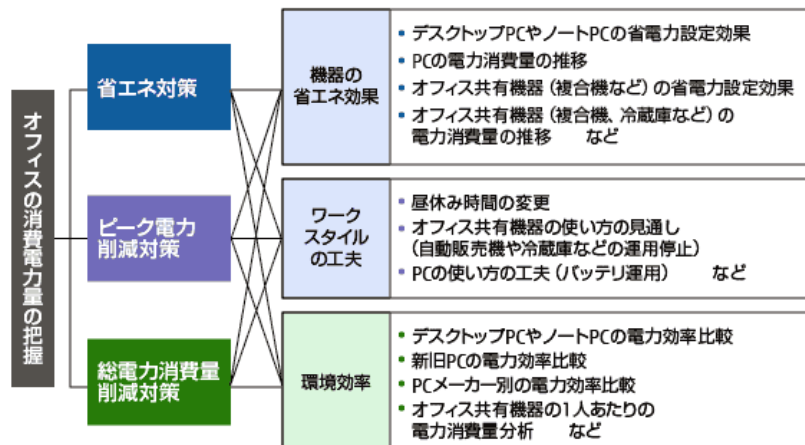 オフィスの消費電力量の把握
省エネ対策
ピーク電力
削減対策
総電力消費量
削減対策
機器の
省エネ効果
• デスクトップPCやノートPCの省電力設定効果
• PCの電力消費量の推移
• オフィス共有機器（複合機など）の省電力設定効果
• オフィス共有機器（複合機、冷蔵庫など）の
電力消費量の推移　など
ワーク
スタイル
の工夫
• 昼休み時間の変更
• オフィス共有機器の使い方の見通し
（自動販売機や冷蔵庫などの運用停止）
• PCの使い方の工夫（バッテリ運用）　など
環境効率
• デスクトップPCやノートPCの電力効率比較
• 新旧PCの電力効率比較
• PCメーカー別の電力効率比較
• オフィス共有機器の1人あたりの
電力消費量分析　など